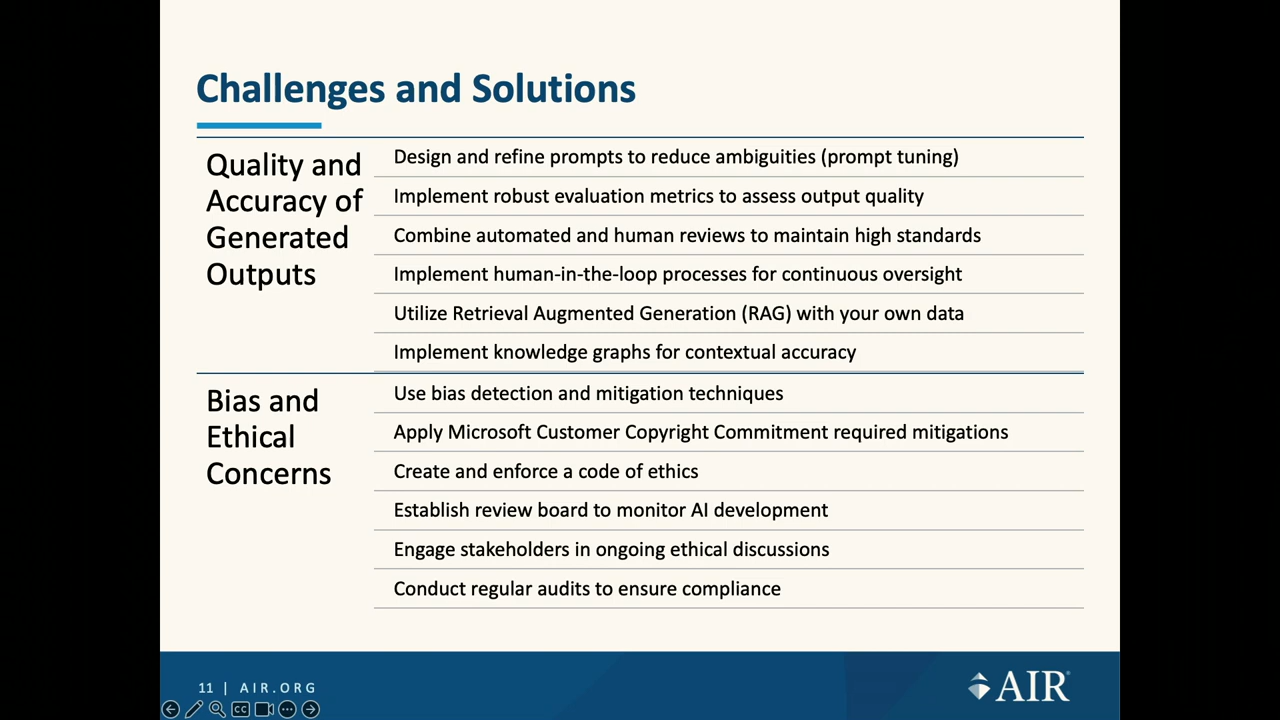 Challenges and Solutions
Quality and
Accuracy of
Generated
Outputs
Design and refine prompts to reduce ambiguities (prompt tuning)
Implement robust evaluation metrics to assess output quality
Combine automated and human reviews to maintain high standards
Implement human-in-the-loop processes for continuous oversight
Utilize Retrieval Augmented Generation (RAG) with your own data
Implement knowledge graphs for contextual accuracy
Bias and
Ethical
Concerns
Use bias detection and mitigation techniques
Apply Microsoft Customer Copyright Commitment required mitigations
Create and enforce a code of ethics
Establish review board to monitor AI development
Engage stakeholders in ongoing ethical discussions
Conduct regular audits to ensure compliance
11 | AIR.ORG
AIR®
CC